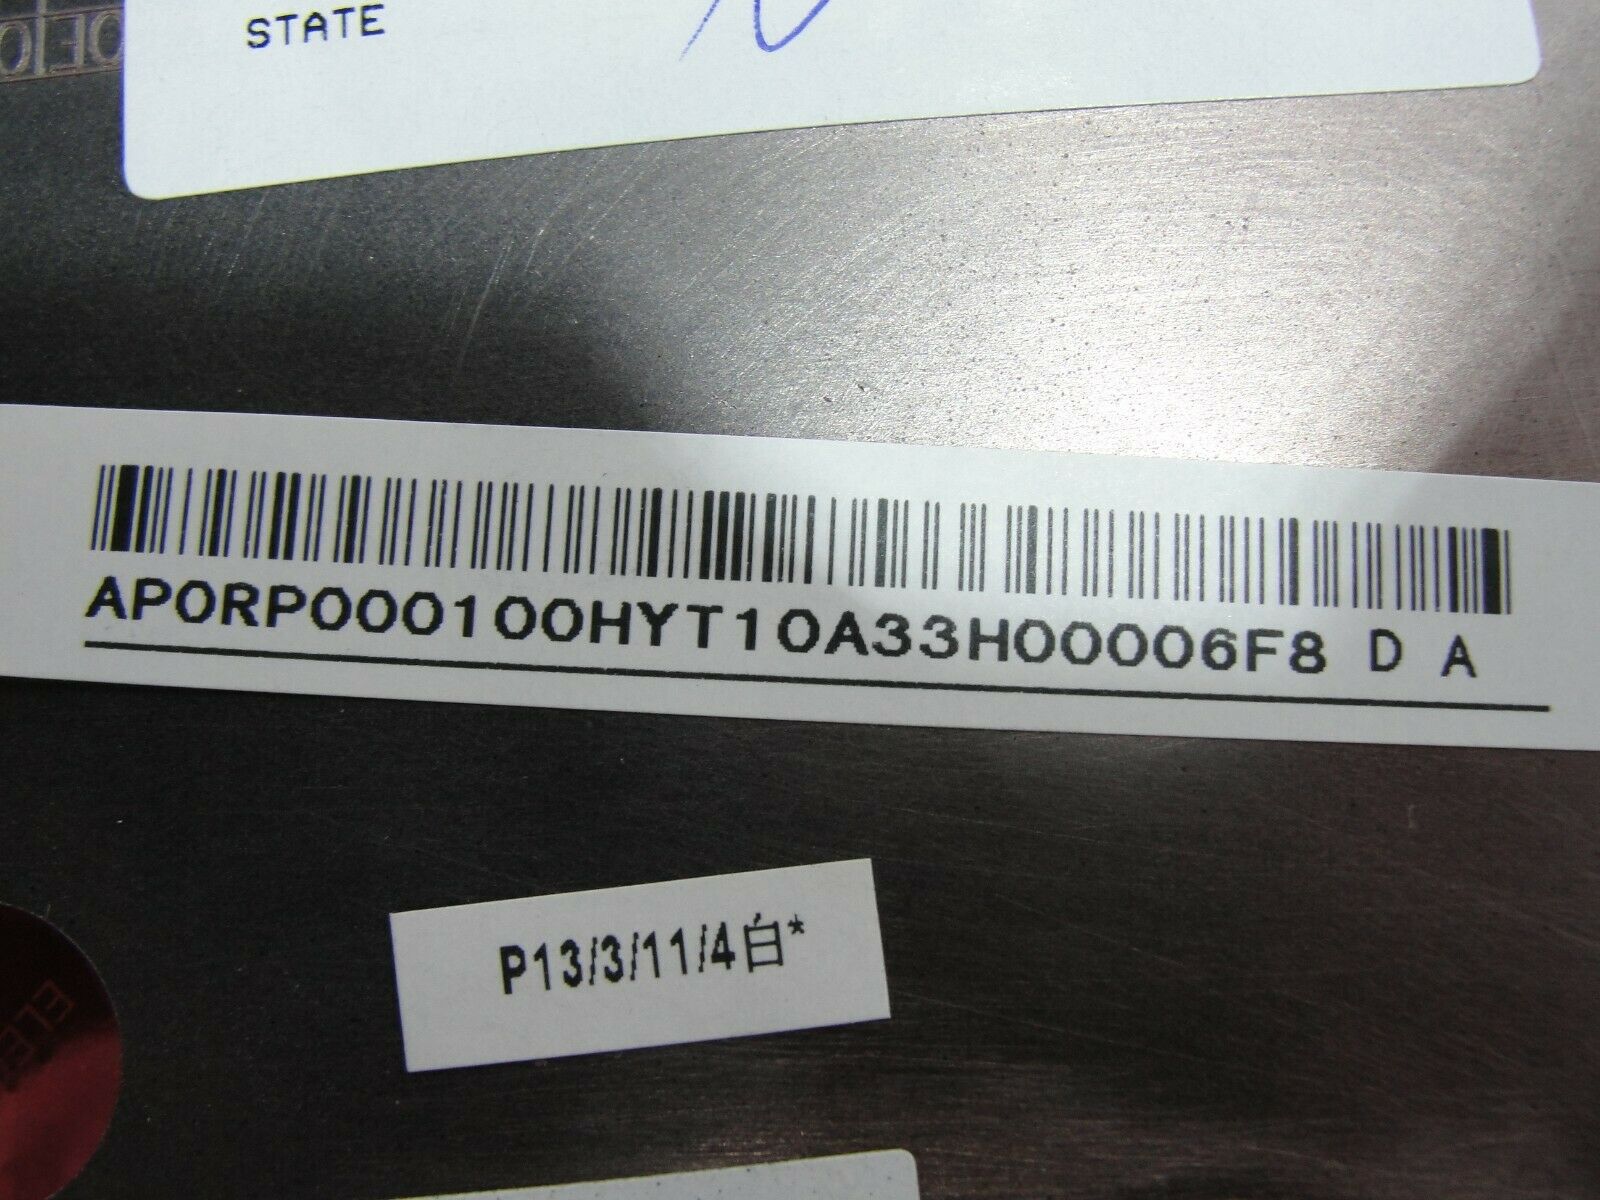 STATE
AP0RP000100HYT10A33H00006F8 D A
P13/3/11/4白*